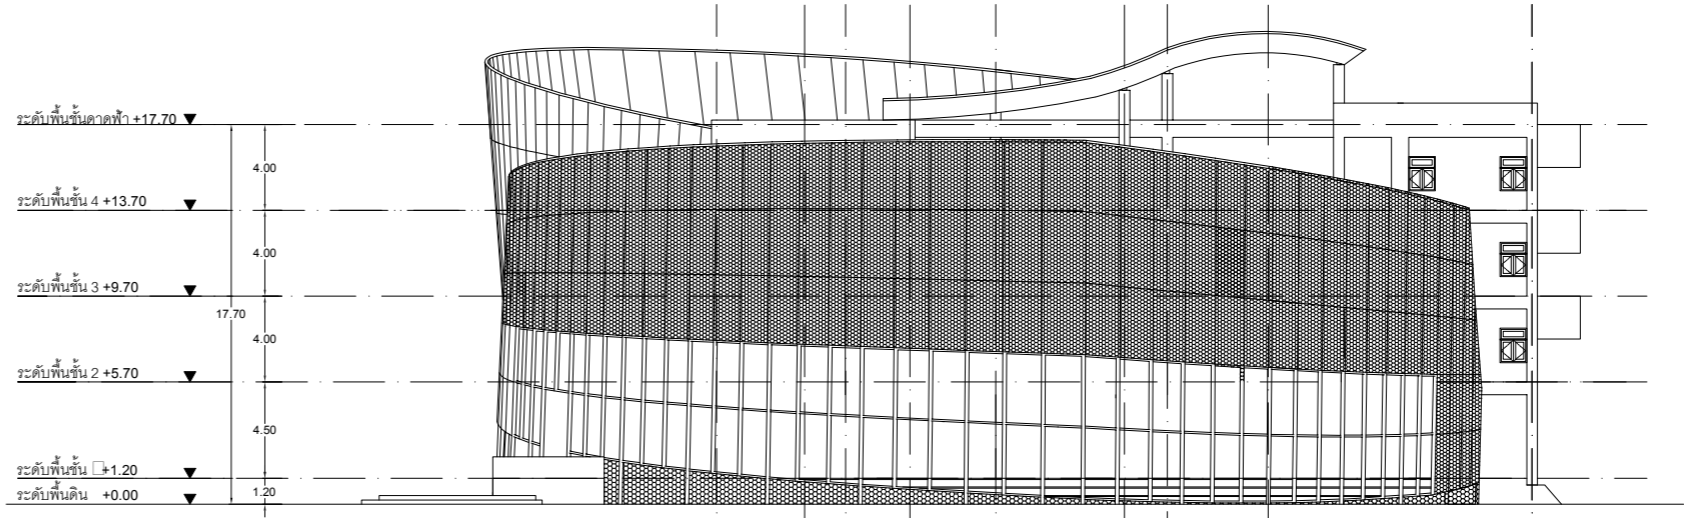 ระดับพื้นชั้นดาดฟ้า +17.70
4.00
ระดับพื้นชั้น 4 +13.70
4.00
ระดับพื้นชั้น 3 +9.70
17.70
4.00
ระดับพื้นชั้น 2 +5.70
4.50
ระดับพื้นชั้น □+1.20
1.20
ระดับพื้นดิน +0.00